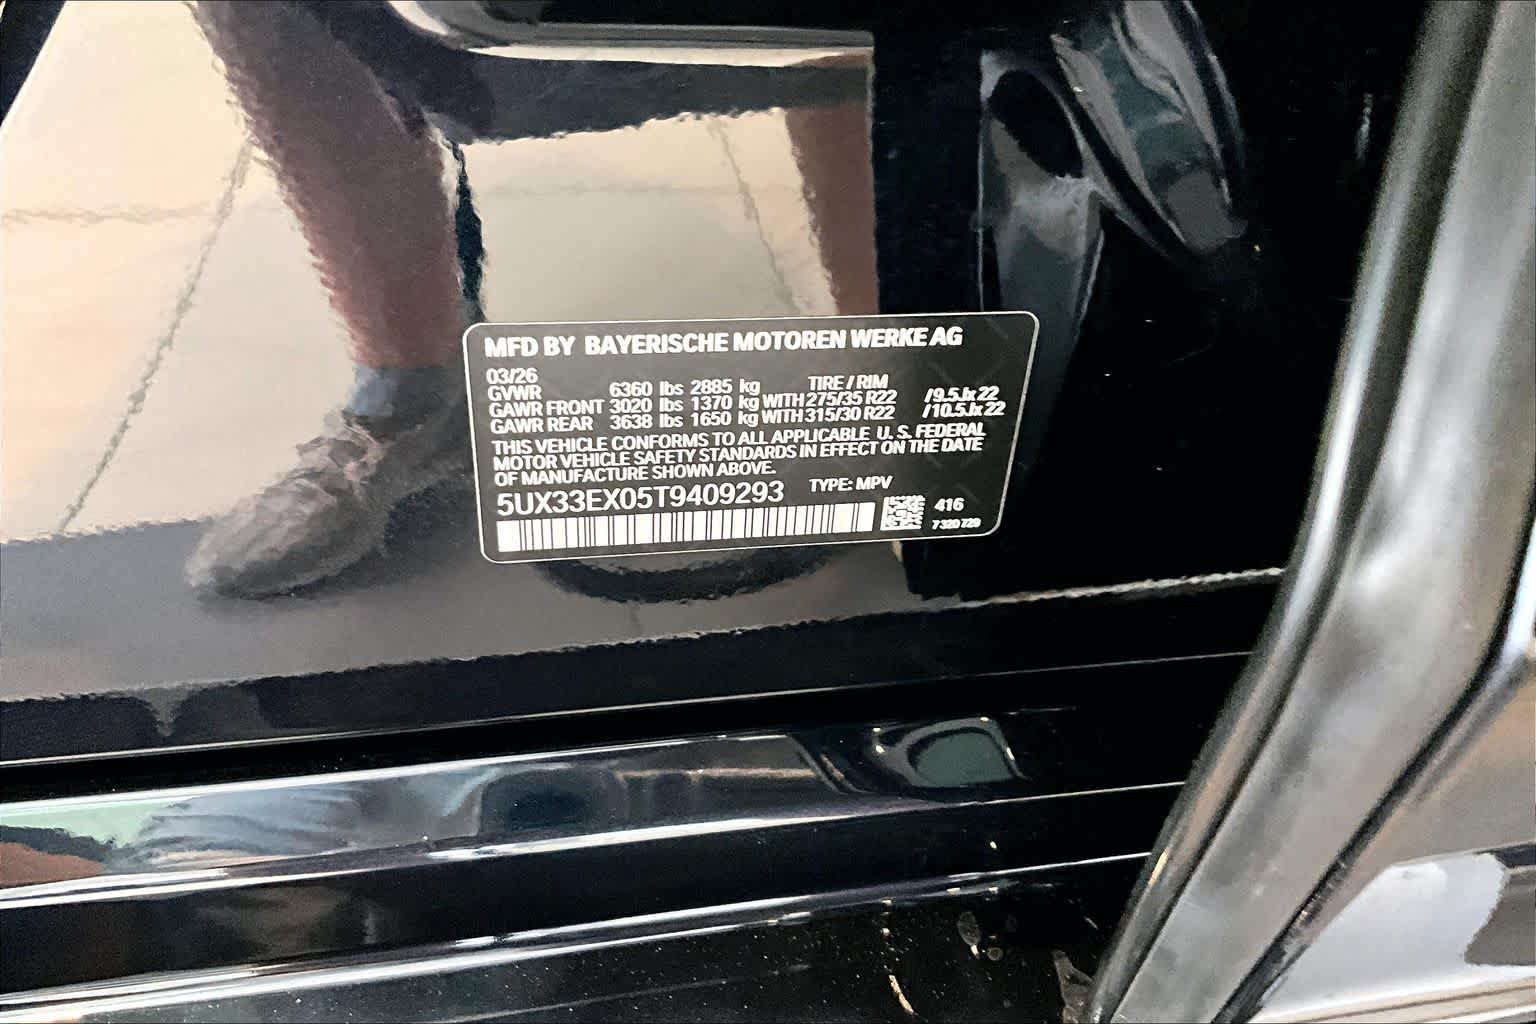 MFD BY BAYERISCHE MOTOREN WERKE AG
03/26
TIRE / RIM
GVWR 6360 lbs 2885 kg
GAWR FRONT 3020 lbs 1370 kg WITH 275/35 R22 /9.5Jx22
GAWR REAR 3638 lbs 1650 kg WITH 315/30 R22 /10.5Jx22
THIS VEHICLE CONFORMS TO ALL APPLICABLE U. S. FEDERAL
MOTOR VEHICLE SAFETY STANDARDS IN EFFECT ON THE DATE
OF MANUFACTURE SHOWN ABOVE.
5UX33EX05T9409293 TYPE: MPV
416
7 320 729